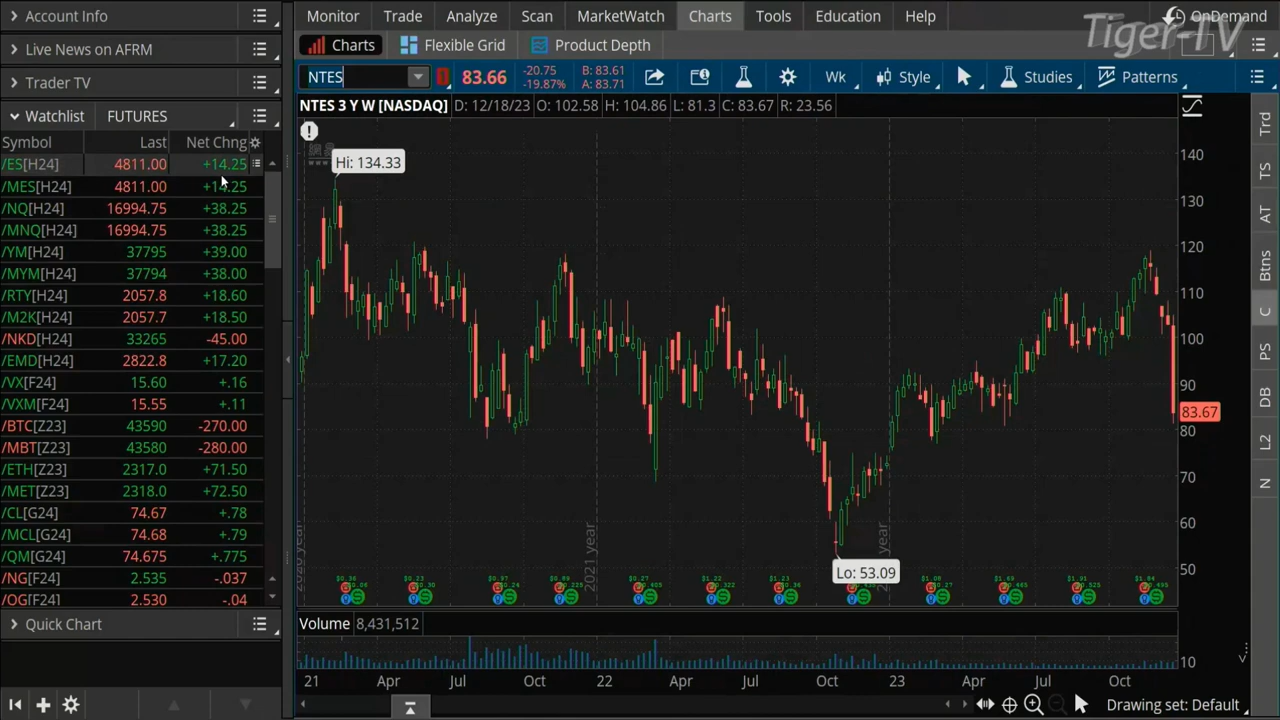 Account Info
Live News on AFRM
Trader TV
Watchlist FUTURES
Symbol Last Net Chng
/ES[H24] 4811.00 +14.25
/MES[H24] 4811.00 +14.25
/NQ[H24] 16994.75 +38.25
/MNQ[H24] 16994.75 +38.25
/YM[H24] 37795 +39.00
/MYM[H24] 37794 +38.00
/RTY[H24] 2057.8 +18.60
/M2K[H24] 2057.7 +18.50
/NKD[H24] 33265 -45.00
/EMD[H24] 2822.8 +17.20
/VX[F24] 15.60 +.16
/VXM[F24] 15.55 +.11
/BTC[Z23] 43590 -270.00
/MBT[Z23] 43580 -280.00
/ETH[Z23] 2317.0 +71.50
/MET[Z23] 2318.0 +72.50
/CL[G24] 74.67 +.78
/MCL[G24] 74.68 +.79
/QM[G24] 74.675 +.775
/NG[F24] 2.535 -.037
/OG[F24] 2.530 -.04
Quick Chart
Monitor Trade Analyze Scan MarketWatch Charts Tools Education Help
OnDemand
Tiger-TV
Charts Flexible Grid Product Depth
NTES 83.66 -20.75 B: 83.61
-19.87% A: 83.71
Wk Style Studies Patterns
NTES 3 Y W [NASDAQ] D: 12/18/23 O: 102.58 H: 104.86 L: 81.3 C: 83.67 R: 23.56
Hi: 134.33
140
130
120
110
100
90
83.67
80
70
60
50
Lo: 53.09
2021 year
Volume 8,431,512
10
21 Apr Jul Oct 22 Apr Jul Oct 23 Apr Jul Oct
Drawing set: Default
Trd
TS
AT
Btns
C
PS
DB
L2
N